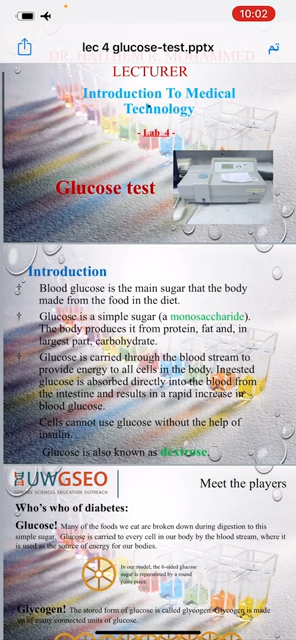 10:02
lec 4 glucose-test.pptx
تم
LECTURER
Introduction To Medical
Technology
- Lab 4 -
Glucose test
Introduction
† Blood glucose is the main sugar that the body
made from the food in the diet.
† Glucose is a simple sugar (a monosaccharide).
The body produces it from protein, fat and, in
largest part, carbohydrate.
† Glucose is carried through the blood stream to
provide energy to all cells in the body. Ingested
glucose is absorbed directly into the blood from
the intestine and results in a rapid increase in
blood glucose.
Cells cannot use glucose without the help of
insulin.
Glucose is also known as dextrose.
UWGSEO
GENOME SCIENCES EDUCATION OUTREACH
Meet the players
Who's who of diabetes:
Glucose! Many of the foods we eat are broken down during digestion to this
simple sugar. Glucose is carried to every cell in our body by the blood stream, where it
is used as the source of energy for our bodies.
In our model, the 6-sided glucose
sugar is represented by a round
pasta piece.
Glycogen! The stored form of glucose is called glycogen. Glycogen is made
up of many connected units of glucose.